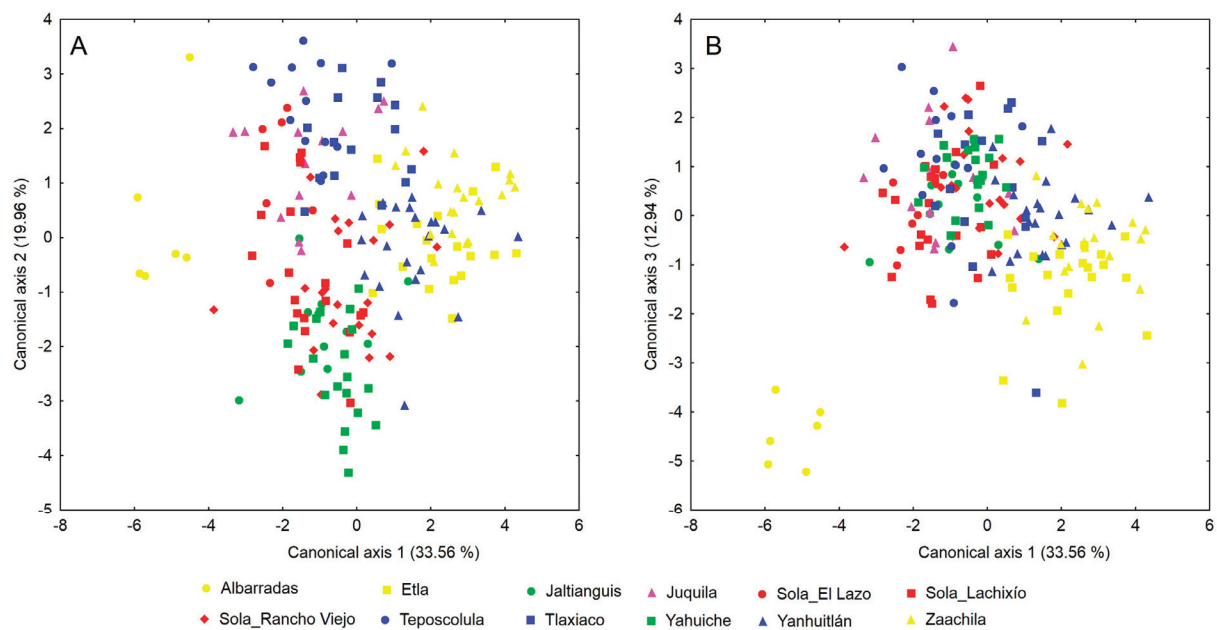 A
4
3
2
1
0
-1
-2
-3
-4
-5
-8 -6 -4 -2 0 2 4 6
Canonical axis 2 (19.96 %)
Canonical axis 1 (33.56 %)
B
4
3
2
1
0
-1
-2
-3
-4
-5
-6
-8 -6 -4 -2 0 2 4 6
Canonical axis 3 (12.94 %)
Canonical axis 1 (33.56 %)
Albarradas Etla Jaltianguis Juquila Sola_El Lazo Sola_Lachixío
Sola_Rancho Viejo Teposcolula Tlaxiaco Yahuiche Yanhuitlán Zaachila